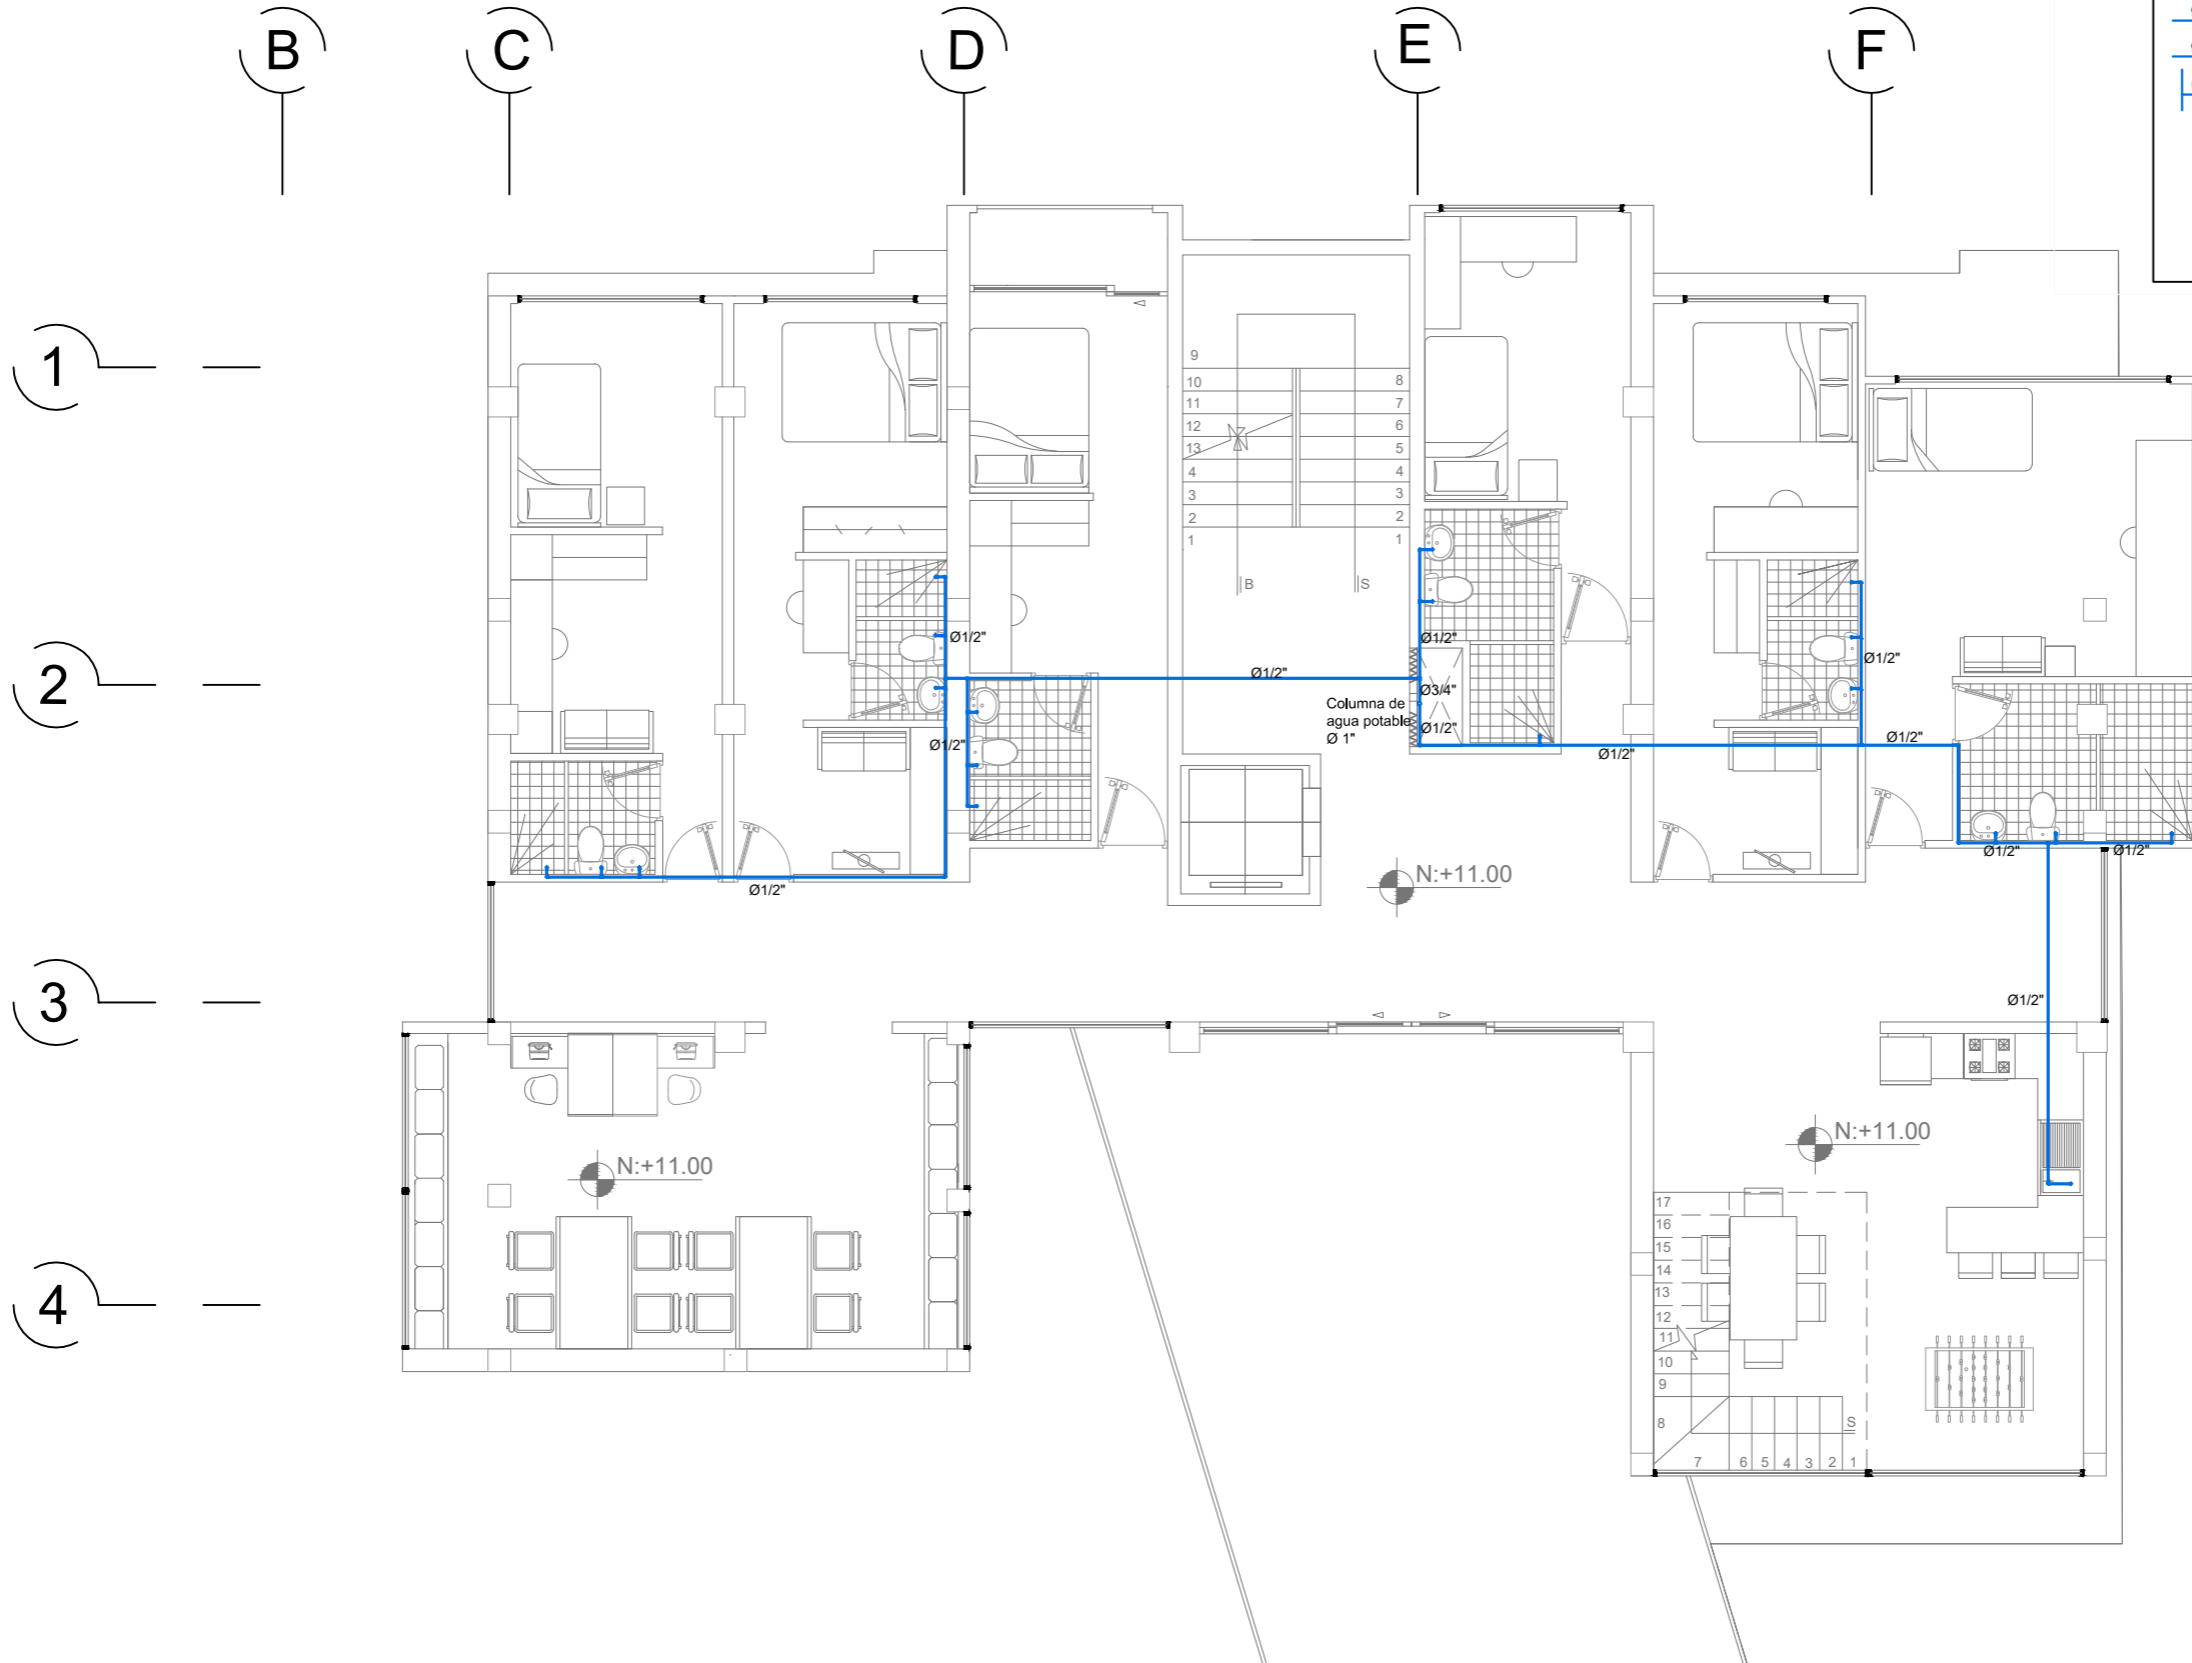 B
C
D
E
F
1
2
3
4
9
10
11
12
13
4
3
2
1
8
7
6
5
4
3
2
1
B
S
Ø1/2"
Ø1/2"
Ø1/2"
Ø1/2"
Ø3/4"
Columna de
agua potable
Ø 1"
Ø1/2"
Ø1/2"
Ø1/2"
Ø1/2"
Ø1/2"
Ø1/2"
Ø1/2"
Ø1/2"
N:+11.00
Ø1/2"
N:+11.00
N:+11.00
17
16
15
14
13
12
11
10
9
8
7
6
5
4
3
2
1
S